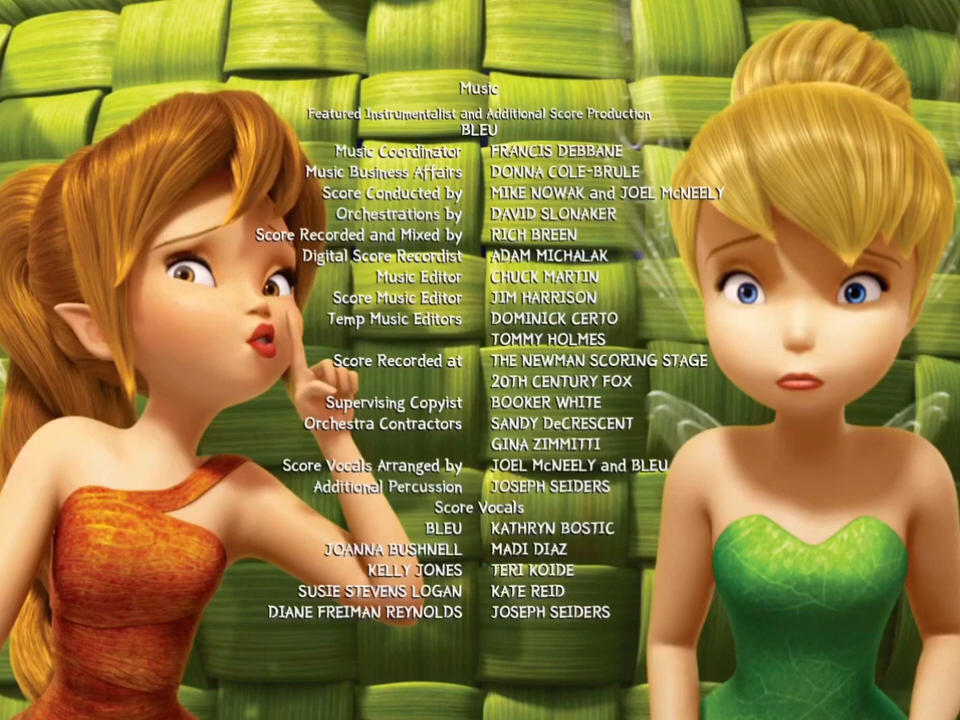 Music
Featured Instrumentalist and Additional Score Production
BLEU
Music Coordinator FRANCIS DEBBANE
Music Business Affairs DONNA COLE-BRULE
Score Conducted by MIKE NOWAK and JOEL McNEELY
Orchestrations by DAVID SLONAKER
Score Recorded and Mixed by RICH BREEN
Digital Score Recordist ADAM MICHALAK
Music Editor CHUCK MARTIN
Score Music Editor JIM HARRISON
Temp Music Editors DOMINICK CERTO
TOMMY HOLMES
Score Recorded at THE NEWMAN SCORING STAGE
20TH CENTURY FOX
Supervising Copyist BOOKER WHITE
Orchestra Contractors SANDY DeCRESCENT
GINA ZIMMITTI
Score Vocals Arranged by JOEL McNEELY and BLEU
Additional Percussion JOSEPH SEIDERS
Score Vocals
BLEU KATHRYN BOSTIC
JOANNA BUSHNELL MADI DIAZ
KELLY JONES TERI KOIDE
SUSIE STEVENS LOGAN KATE REID
DIANE FREIMAN REYNOLDS JOSEPH SEIDERS